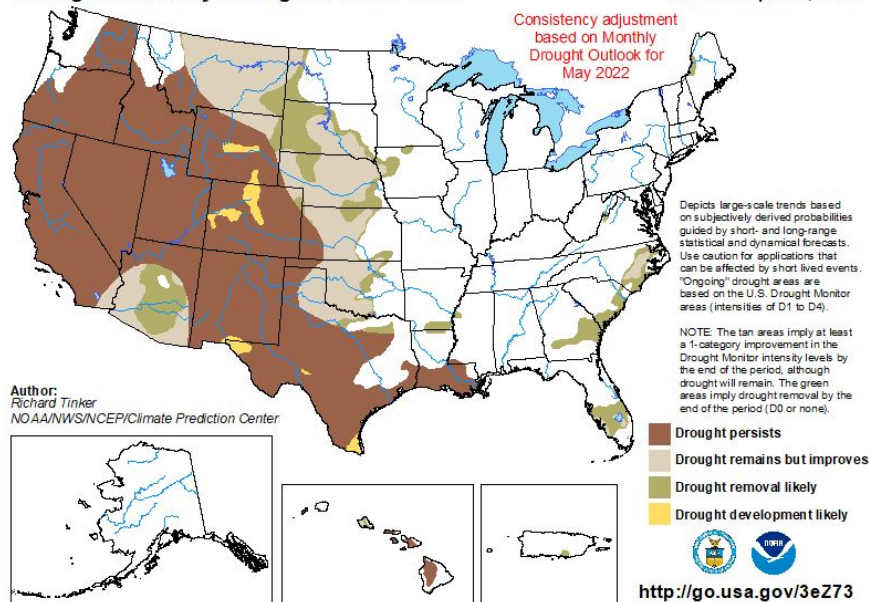 Consistency adjustment
based on Monthly
Drought Outlook for
May 2022
Depicts large-scale trends based
on subjectively derived probabilities
guided by short- and long-range
statistical and dynamical forecasts.
Use caution for applications that
can be affected by short lived events.
"Ongoing" drought areas are
based on the U.S. Drought Monitor
areas (intensities of D1 to D4).
NOTE: The tan areas imply at least
a 1-category improvement in the
Drought Monitor intensity levels by
the end of the period, although
drought will remain. The green
areas imply drought removal by the
end of the period (D0 or none).
Author:
Richard Tinker
NOAA/NWS/NCEP/Climate Prediction Center
Drought persists
Drought remains but improves
Drought removal likely
Drought development likely
NOAA
http://go.usa.gov/3eZ73